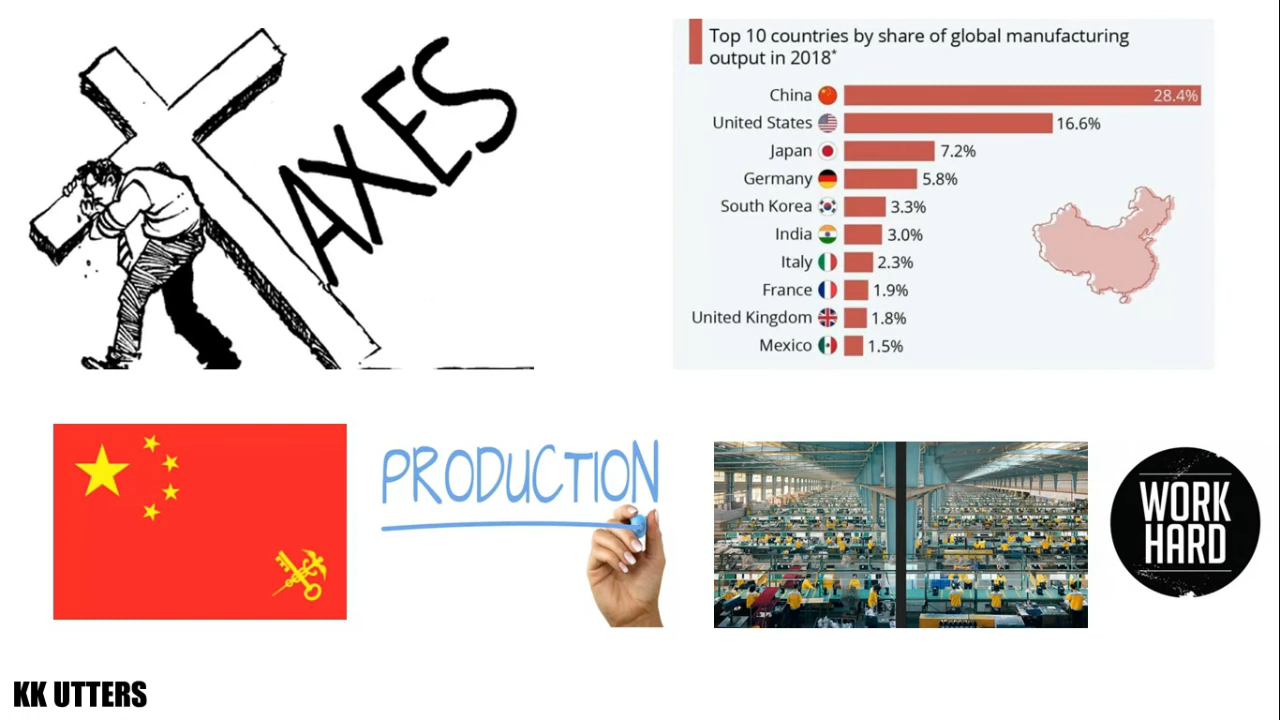 TAXES
Top 10 countries by share of global manufacturing
output in 2018*
China 28.4%
United States 16.6%
Japan 7.2%
Germany 5.8%
South Korea 3.3%
India 3.0%
Italy 2.3%
France 1.9%
United Kingdom 1.8%
Mexico 1.5%
PRODUCTION
WORK
HARD
KK UTTERS